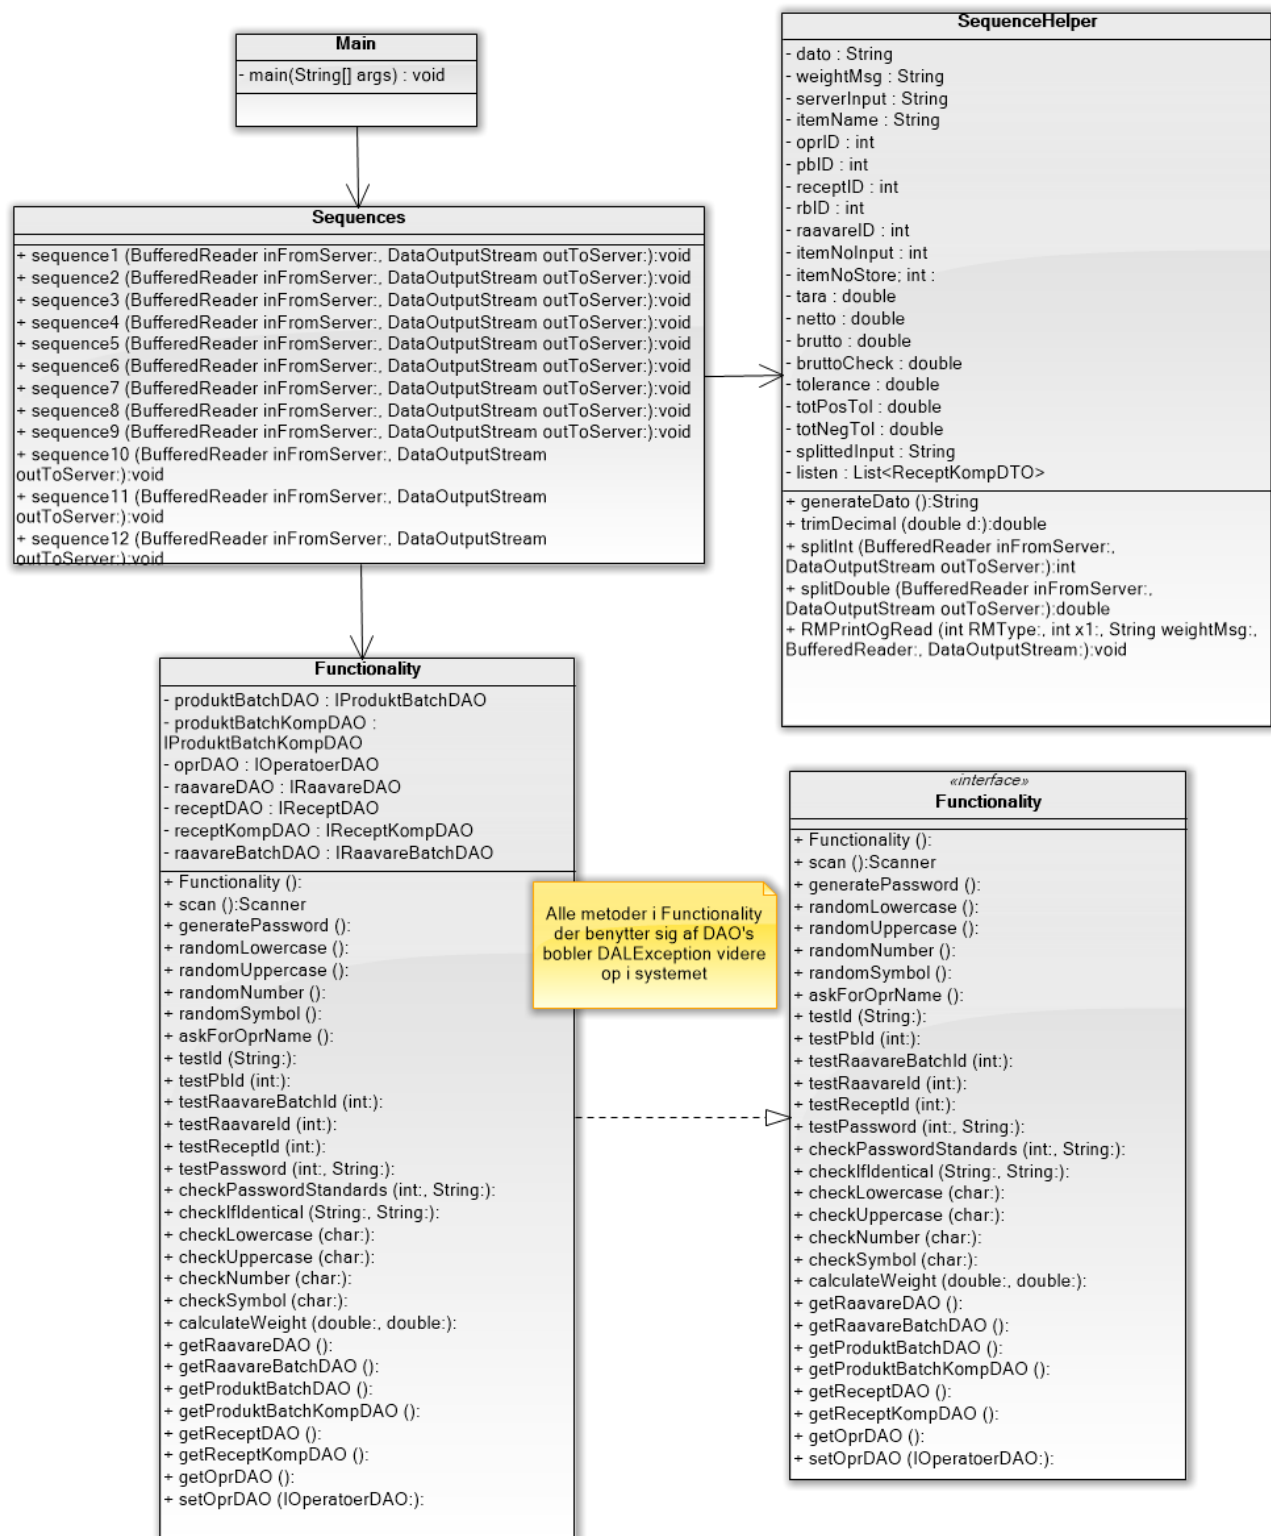 Main
- main(String[] args) : void
Sequences
+ sequence1 (BufferedReader inFromServer:, DataOutputStream outToServer:):void
+ sequence2 (BufferedReader inFromServer:, DataOutputStream outToServer:):void
+ sequence3 (BufferedReader inFromServer:, DataOutputStream outToServer:):void
+ sequence4 (BufferedReader inFromServer:, DataOutputStream outToServer:):void
+ sequence5 (BufferedReader inFromServer:, DataOutputStream outToServer:):void
+ sequence6 (BufferedReader inFromServer:, DataOutputStream outToServer:):void
+ sequence7 (BufferedReader inFromServer:, DataOutputStream outToServer:):void
+ sequence8 (BufferedReader inFromServer:, DataOutputStream outToServer:):void
+ sequence9 (BufferedReader inFromServer:, DataOutputStream outToServer:):void
+ sequence10 (BufferedReader inFromServer:, DataOutputStream
outToServer:):void
+ sequence11 (BufferedReader inFromServer:, DataOutputStream
outToServer:):void
+ sequence12 (BufferedReader inFromServer:, DataOutputStream
outToServer:):void
SequenceHelper
- dato : String
- weightMsg : String
- serverInput : String
- itemName : String
- oprID : int
- pbID : int
- receptID : int
- rbID : int
- raavareID : int
- itemNoInput : int
- itemNoStore; int :
- tara : double
- netto : double
- brutto : double
- bruttoCheck : double
- tolerance : double
- totPosTol : double
- totNegTol : double
- splittedInput : String
- listen : List<ReceptKompDTO>
+ generateDato ():String
+ trimDecimal (double d:):double
+ splitInt (BufferedReader inFromServer:,
DataOutputStream outToServer:):int
+ splitDouble (BufferedReader inFromServer:,
DataOutputStream outToServer:):double
+ RMPrintOgRead (int RMType:, int x1:, String weightMsg:,
BufferedReader:, DataOutputStream:):void
Functionality
- produktBatchDAO : IProduktBatchDAO
- produktBatchKompDAO :
IProduktBatchKompDAO
- oprDAO : IOperatoerDAO
- raavareDAO : IRaavareDAO
- receptDAO : IReceptDAO
- receptKompDAO : IReceptKompDAO
- raavareBatchDAO : IRaavareBatchDAO
+ Functionality ():
+ scan ():Scanner
+ generatePassword ():
+ randomLowercase ():
+ randomUppercase ():
+ randomNumber ():
+ randomSymbol ():
+ askForOprName ():
+ testId (String:):
+ testPbId (int:):
+ testRaavareBatchId (int:):
+ testRaavareId (int:):
+ testReceptId (int:):
+ testPassword (int:, String:):
+ checkPasswordStandards (int:, String:):
+ checkIfIdentical (String:, String:):
+ checkLowercase (char:):
+ checkUppercase (char:):
+ checkNumber (char:):
+ checkSymbol (char:):
+ calculateWeight (double:, double:):
+ getRaavareDAO ():
+ getRaavareBatchDAO ():
+ getProduktBatchDAO ():
+ getProduktBatchKompDAO ():
+ getReceptDAO ():
+ getReceptKompDAO ():
+ getOprDAO ():
+ setOprDAO (IOperatoerDAO:):
Alle metoder i Functionality
der benytter sig af DAO's
bobler DALException videre
op i systemet
«interface»
Functionality
+ Functionality ():
+ scan ():Scanner
+ generatePassword ():
+ randomLowercase ():
+ randomUppercase ():
+ randomNumber ():
+ randomSymbol ():
+ askForOprName ():
+ testId (String:):
+ testPbId (int:):
+ testRaavareBatchId (int:):
+ testRaavareId (int:):
+ testReceptId (int:):
+ testPassword (int:, String:):
+ checkPasswordStandards (int:, String:):
+ checkIfIdentical (String:, String:):
+ checkLowercase (char:):
+ checkUppercase (char:):
+ checkNumber (char:):
+ checkSymbol (char:):
+ calculateWeight (double:, double:):
+ getRaavareDAO ():
+ getRaavareBatchDAO ():
+ getProduktBatchDAO ():
+ getProduktBatchKompDAO ():
+ getReceptDAO ():
+ getReceptKompDAO ():
+ getOprDAO ():
+ setOprDAO (IOperatoerDAO:):